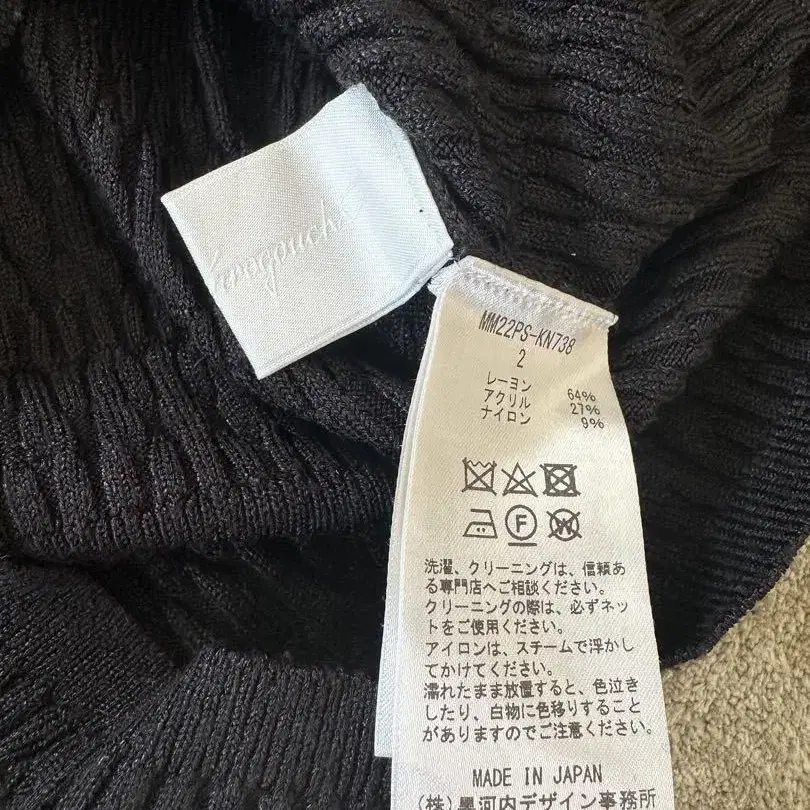 Kurogouchi
MM22PS-KN738
2
レーヨン 64%
アクリル 27%
ナイロン 9%
F W
洗濯、クリーニングは、信頼あ
る専門店へご相談ください。
クリーニングの際は、必ずネッ
トをご使用ください。
アイロンは、スチームで浮かし
てかけてください。
濡れたまま放置すると、色泣き
したり、白物に色移りすること
がありますのでご注意ください。
MADE IN JAPAN
(株)黒河内デザイン事務所